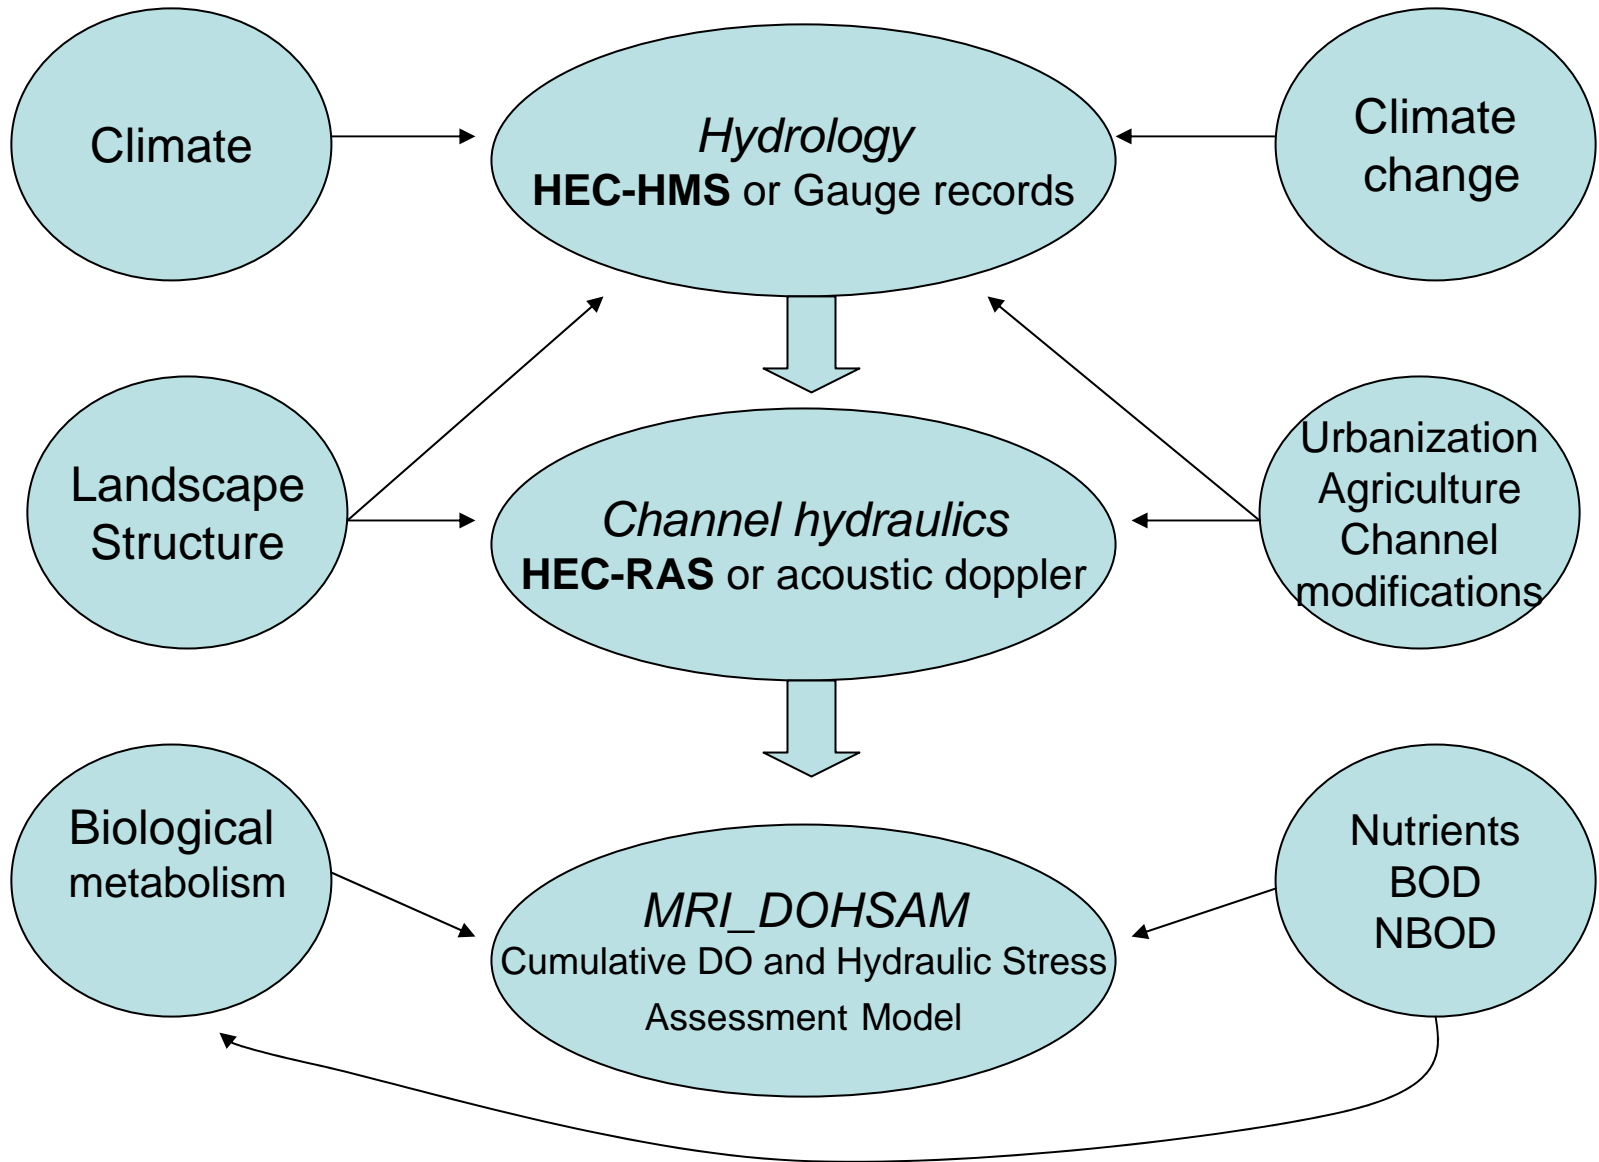 Climate
Hydrology
HEC-HMS or Gauge records
Climate
change
Landscape
Structure
Channel hydraulics
HEC-RAS or acoustic doppler
Urbanization
Agriculture
Channel
modifications
Biological
metabolism
MRI_DOHSAM
Cumulative DO and Hydraulic Stress
Assessment Model
Nutrients
BOD
NBOD